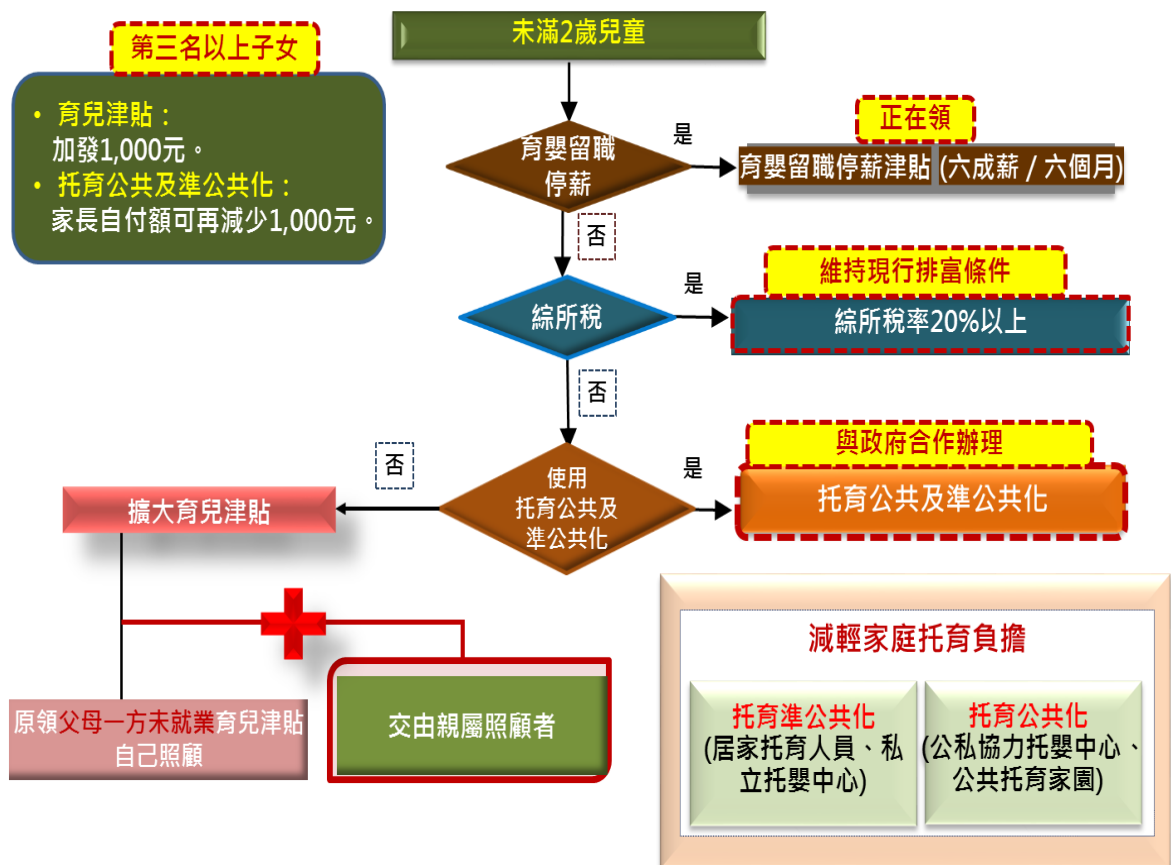 第三名以上子女
• 育兒津貼：
加發1,000元。
• 托育公共及準公共化：
家長自付額可再減少1,000元。
未滿2歲兒童
育嬰留職
停薪
是
正在領
育嬰留職停薪津貼 (六成薪 / 六個月)
否
綜所稅
是
維持現行排富條件
綜所稅率20%以上
否
使用
托育公共及
準公共化
是
與政府合作辦理
托育公共及準公共化
否
擴大育兒津貼
原領父母一方未就業育兒津貼
自己照顧
交由親屬照顧者
減輕家庭托育負擔
托育準公共化
(居家托育人員、私
立托嬰中心)
托育公共化
(公私協力托嬰中心、
公共托育家園)